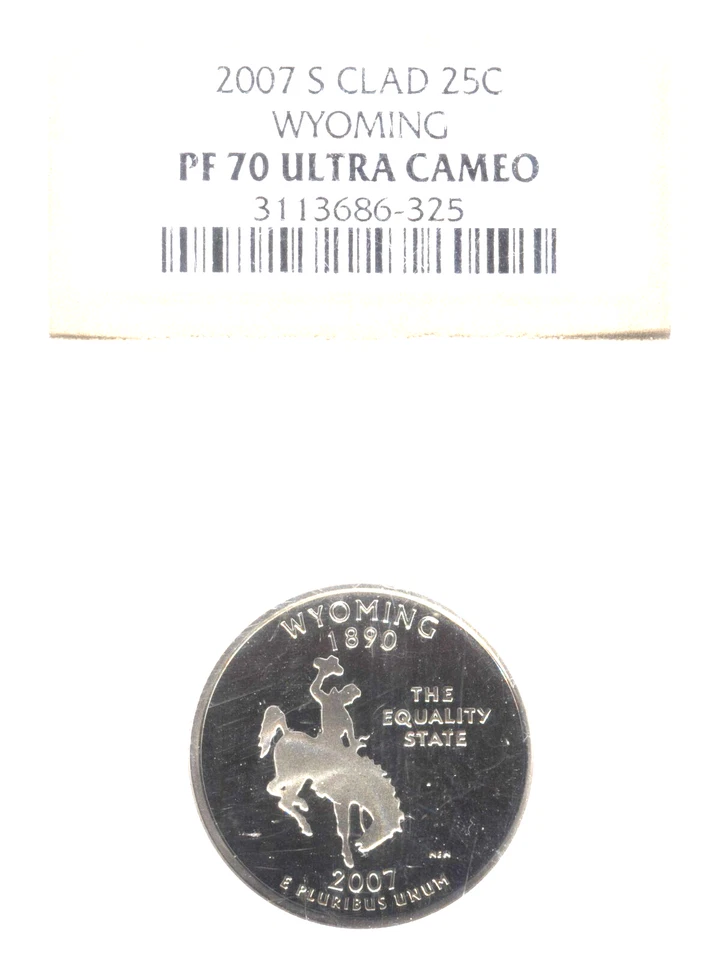 2007 S CLAD 25C
WYOMING
PF 70 ULTRA CAMEO
3113686-325
WYOMING
1890
THE
EQUALITY
STATE
2007
E PLURIBUS UNUM